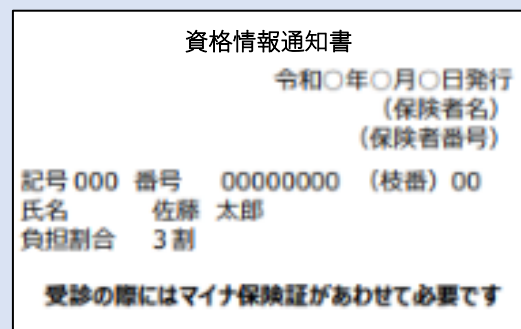 資格情報通知書
令和○年○月○日発行
（保険者名）
（保険者番号）
記号 000 番号 00000000 （枝番）00
氏名 佐藤 太郎
負担割合 3割
受診の際にはマイナ保険証があわせて必要です